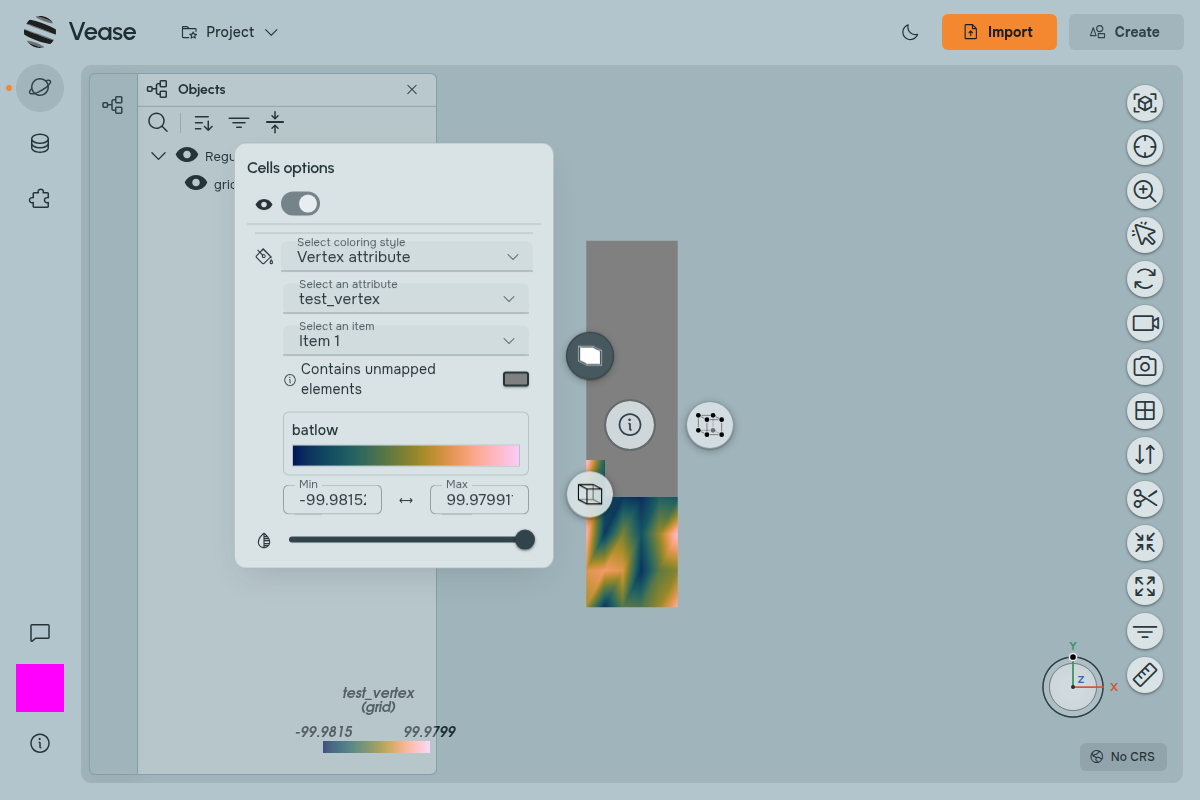 Vease
Project
Import
Create
Objects
Cells options
Select coloring style
Vertex attribute
Select an attribute
test_vertex
Select an item
Item 1
Contains unmapped
elements
batlow
Min
Max
-99.9815
99.97991
test_vertex
(grid)
-99.9815
99.9799
Y
Z
X
No CRS